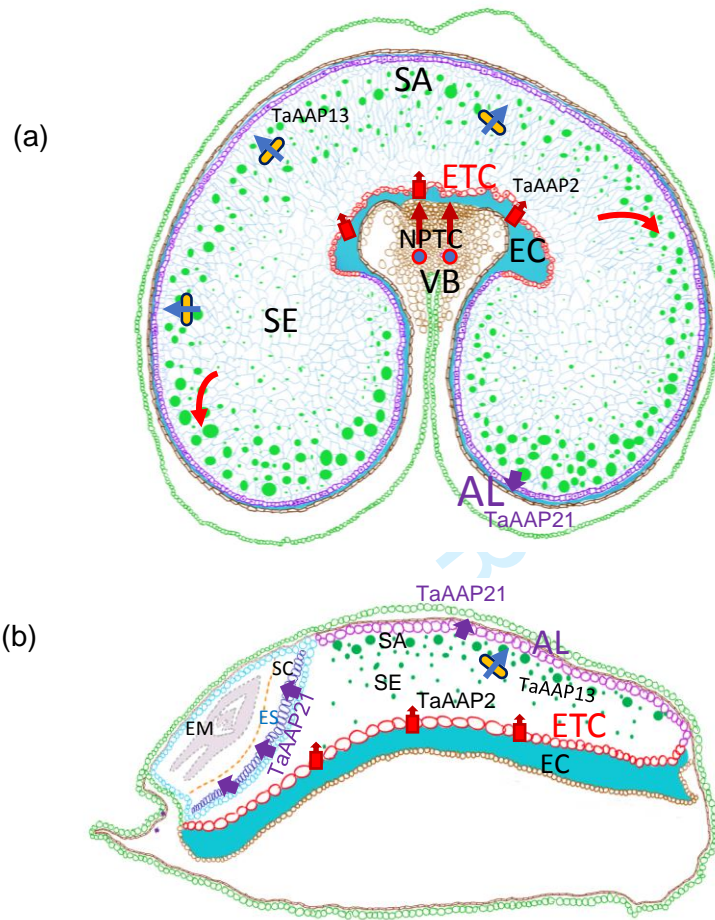 (a)
SA
TaAAP13
ETC
TaAAP2
NPTC
EC
VB
SE
AL
TaAAP21
(b)
TaAAP21
SA
AL
SC
SE
TaAAP13
EM
ES
TaAAP21
TaAAP2
ETC
EC